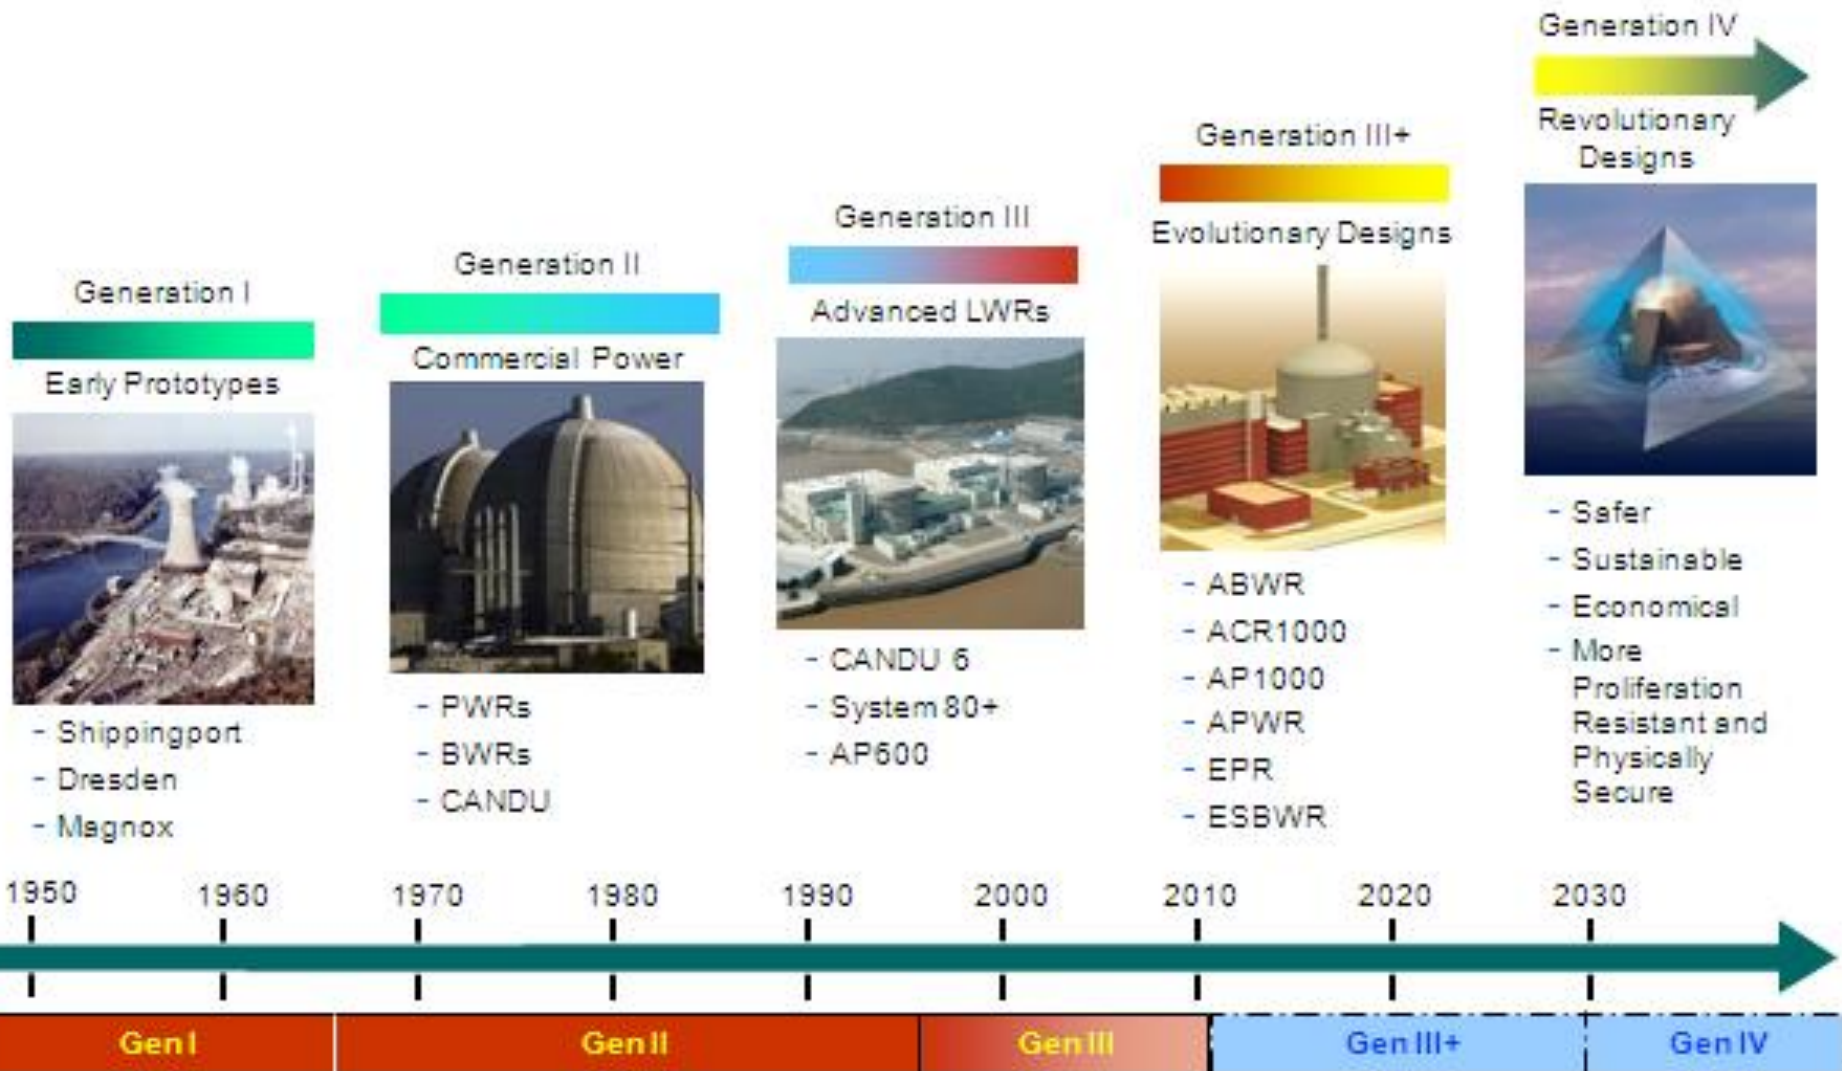 Generation I
Early Prototypes
- Shippingport
- Dresden
- Magnox
Generation II
Commercial Power
- PWRs
- BWRs
- CANDU
Generation III
Advanced LWRs
- CANDU 6
- System 80+
- AP600
Generation III+
Evolutionary Designs
- ABWR
- ACR1000
- AP1000
- APWR
- EPR
- ESBWR
Generation IV
Revolutionary
Designs
- Safer
- Sustainable
- Economical
- More
Proliferation
Resistant and
Physically
Secure
1950 1960 1970 1980 1990 2000 2010 2020 2030
Gen I Gen II Gen III Gen III+ Gen IV